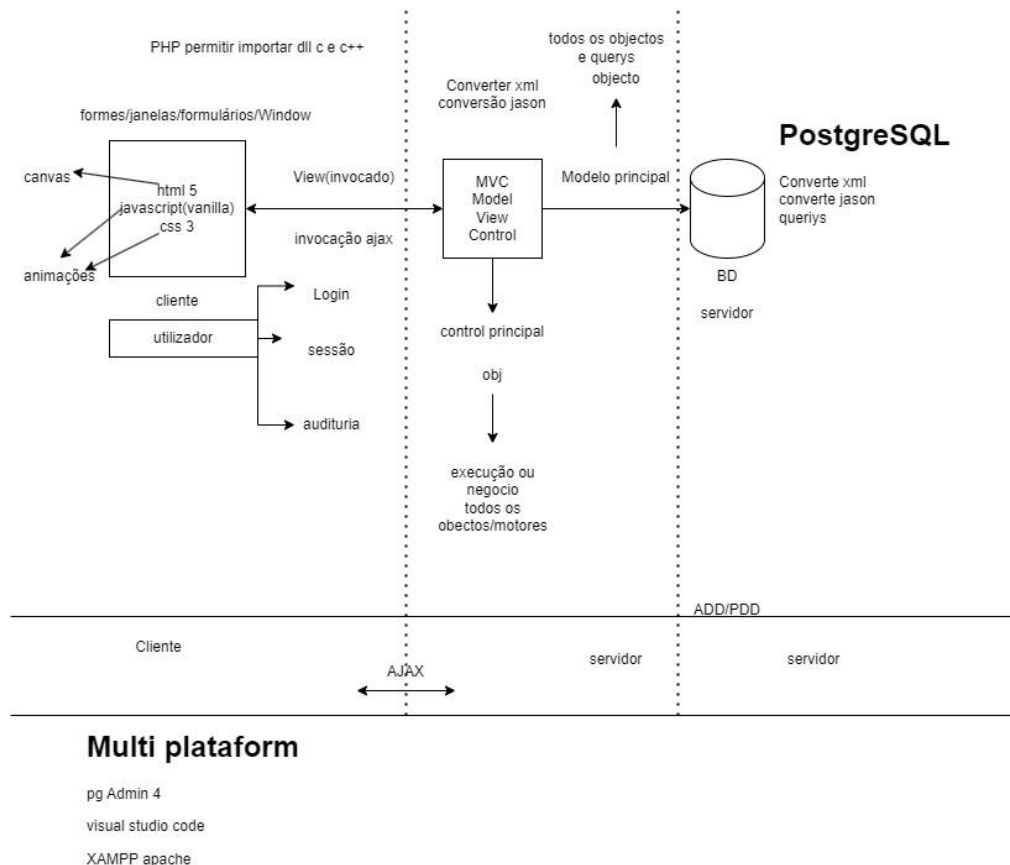 PHP permitir importar dll c e c++
formes/janelas/formulários/Window
canvas
html 5
javascript(vanilla)
css 3
animações
cliente
utilizador
Login
sessão
audituria
View(invocado)
invocação ajax
Converter xml
conversão jason
todos os objectos
e querys
objecto
MVC
Model
View
Control
Modelo principal
control principal
obj
execução ou
negocio
todos os
obectos/motores
PostgreSQL
Converte xml
converte jason
queriys
BD
servidor
ADD/PDD
Cliente
AJAX
servidor
servidor
Multi plataform
pg Admin 4
visual studio code
XAMPP apache